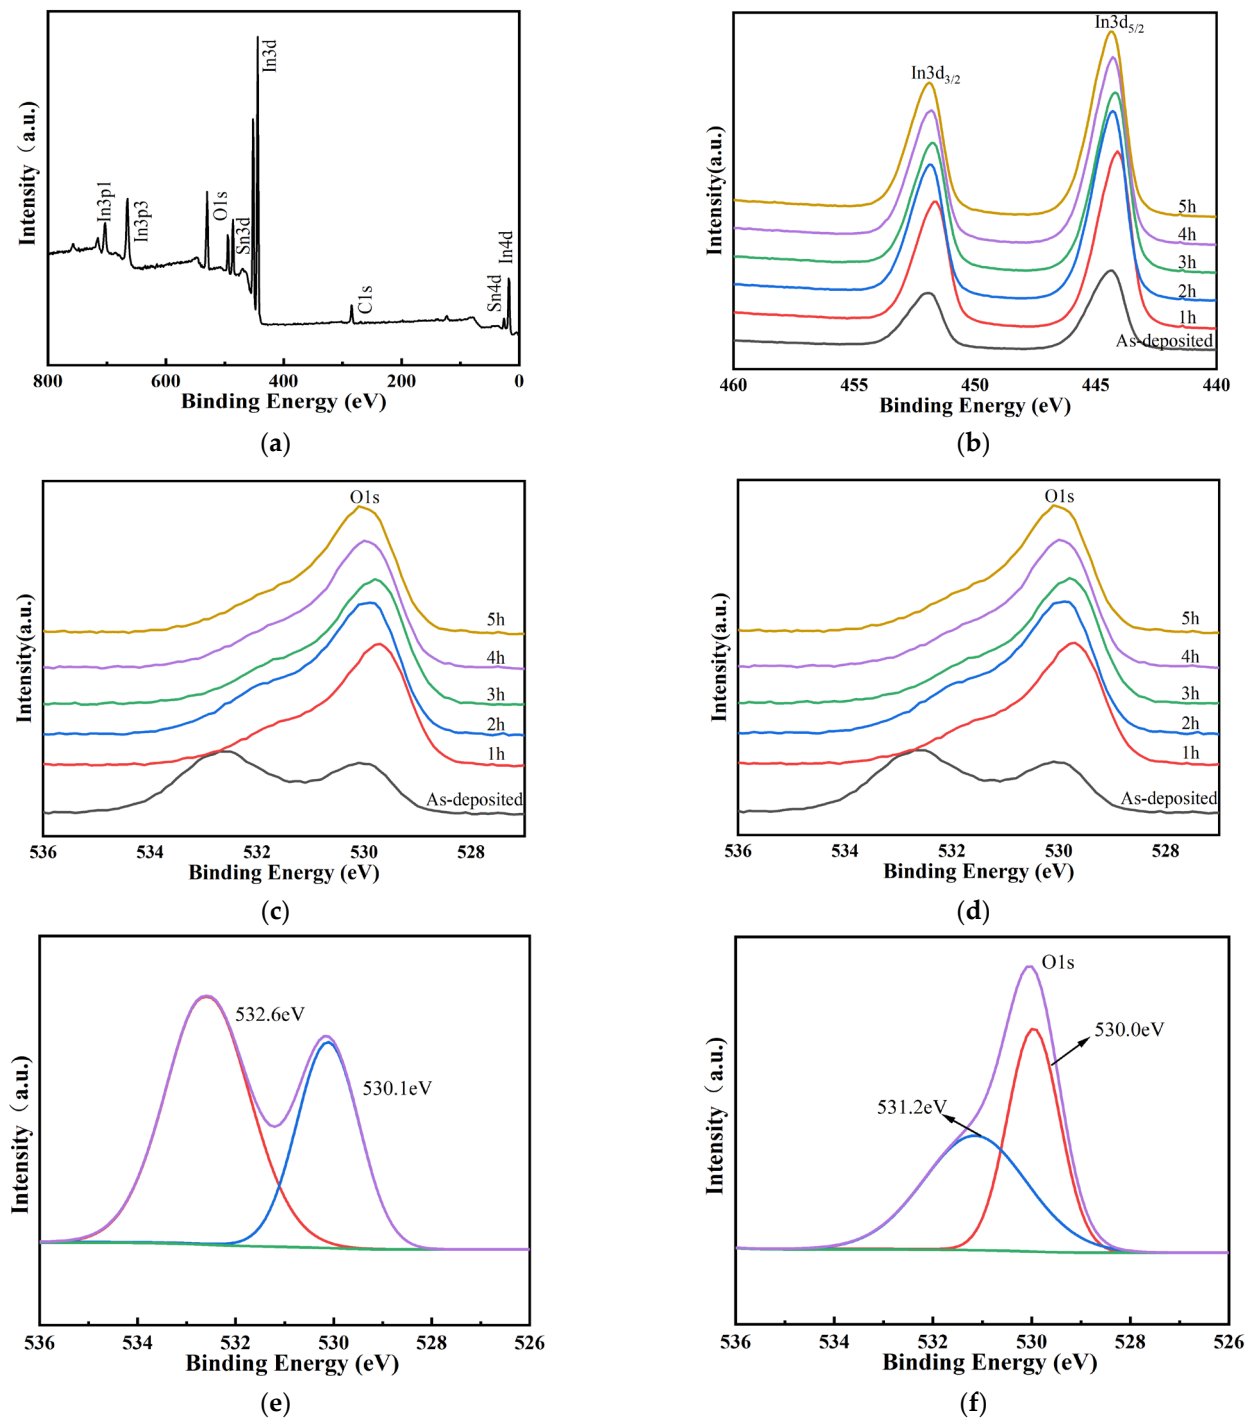 Intensity（a.u.）
In3p1
In3p3
O1s
Sn3d
In3d
C1s
Sn4d
In4d
800 600 400 200 0
Binding Energy (eV)
(a)
Intensity(a.u.)
In3d3/2
In3d5/2
5h
4h
3h
2h
1h
As-deposited
460 455 450 445 440
Binding Energy (eV)
(b)
Intensity(a.u.)
O1s
5h
4h
3h
2h
1h
As-deposited
536 534 532 530 528
Binding Energy (eV)
(c)
Intensity(a.u.)
O1s
5h
4h
3h
2h
1h
As-deposited
536 534 532 530 528
Binding Energy (eV)
(d)
Intensity（a.u.）
532.6eV
530.1eV
536 534 532 530 528 526
Binding Energy (eV)
(e)
Intensity（a.u.）
O1s
530.0eV
531.2eV
536 534 532 530 528 526
Binding Energy (eV)
(f)